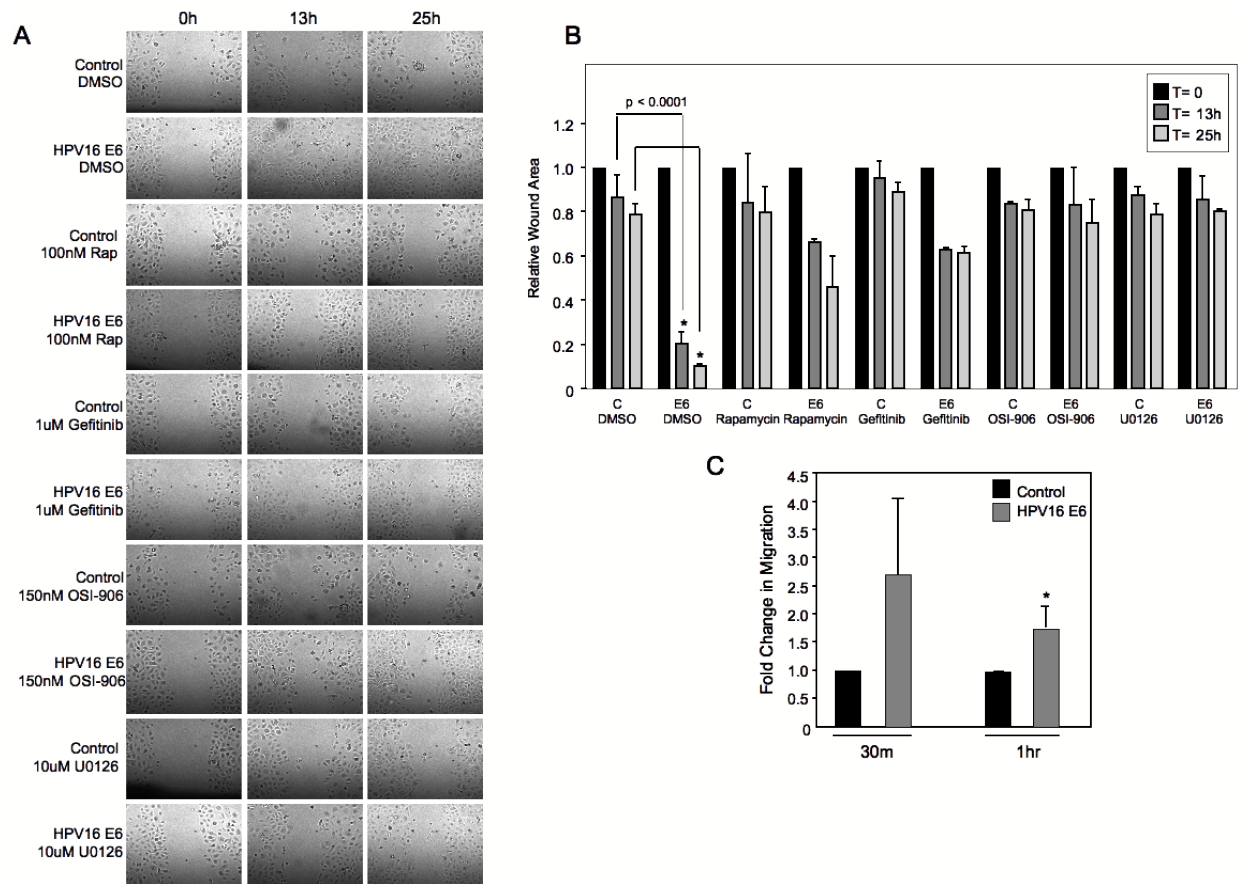 A
0h 13h 25h
Control
DMSO
HPV16 E6
DMSO
Control
100nM Rap
HPV16 E6
100nM Rap
Control
1uM Gefitinib
HPV16 E6
1uM Gefitinib
Control
150nM OSI-906
HPV16 E6
150nM OSI-906
Control
10uM U0126
HPV16 E6
10uM U0126
B
T= 0
T= 13h
T= 25h
p < 0.0001
Relative Wound Area
1.2
1.0
0.8
0.6
0.4
0.2
0
* *
C E6 C E6 C E6 C E6 C E6
DMSO DMSO Rapamycin Rapamycin Gefitinib Gefitinib OSI-906 OSI-906 U0126 U0126
C
Control
HPV16 E6
Fold Change in Migration
4.5
4.0
3.5
3.0
2.5
2.0
1.5
1.0
0.5
0
*
30m 1hr